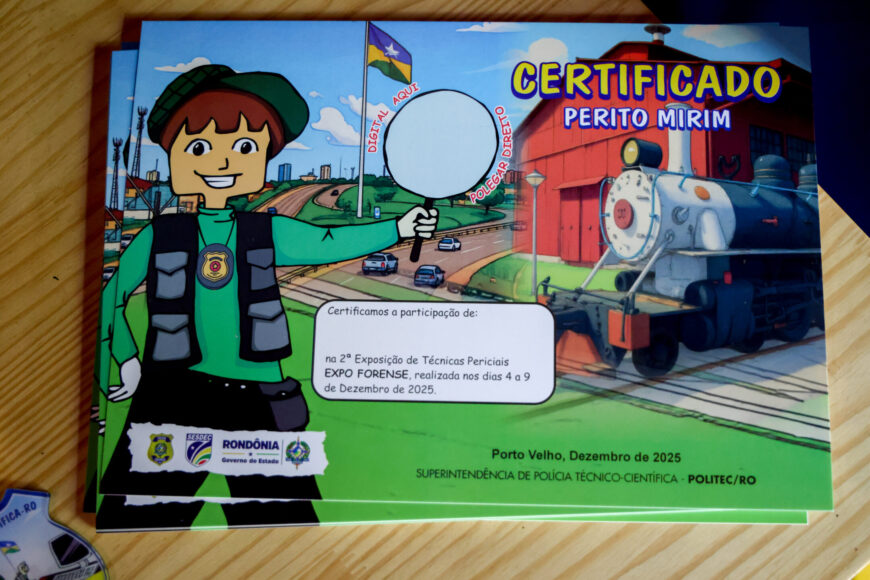 CERTIFICADO
PERITO MIRIM
DIGITAL AQUI
POLEGAR DIREITO
Certificamos a participação de:
na 2ª Exposição de Técnicas Periciais
EXPO FORENSE, realizada nos dias 4 a 9
de Dezembro de 2025.
SESDEC
RONDÔNIA
Governo do Estado
Porto Velho, Dezembro de 2025
SUPERINTENDÊNCIA DE POLÍCIA TÉCNICO-CIENTÍFICA - POLITEC/RO